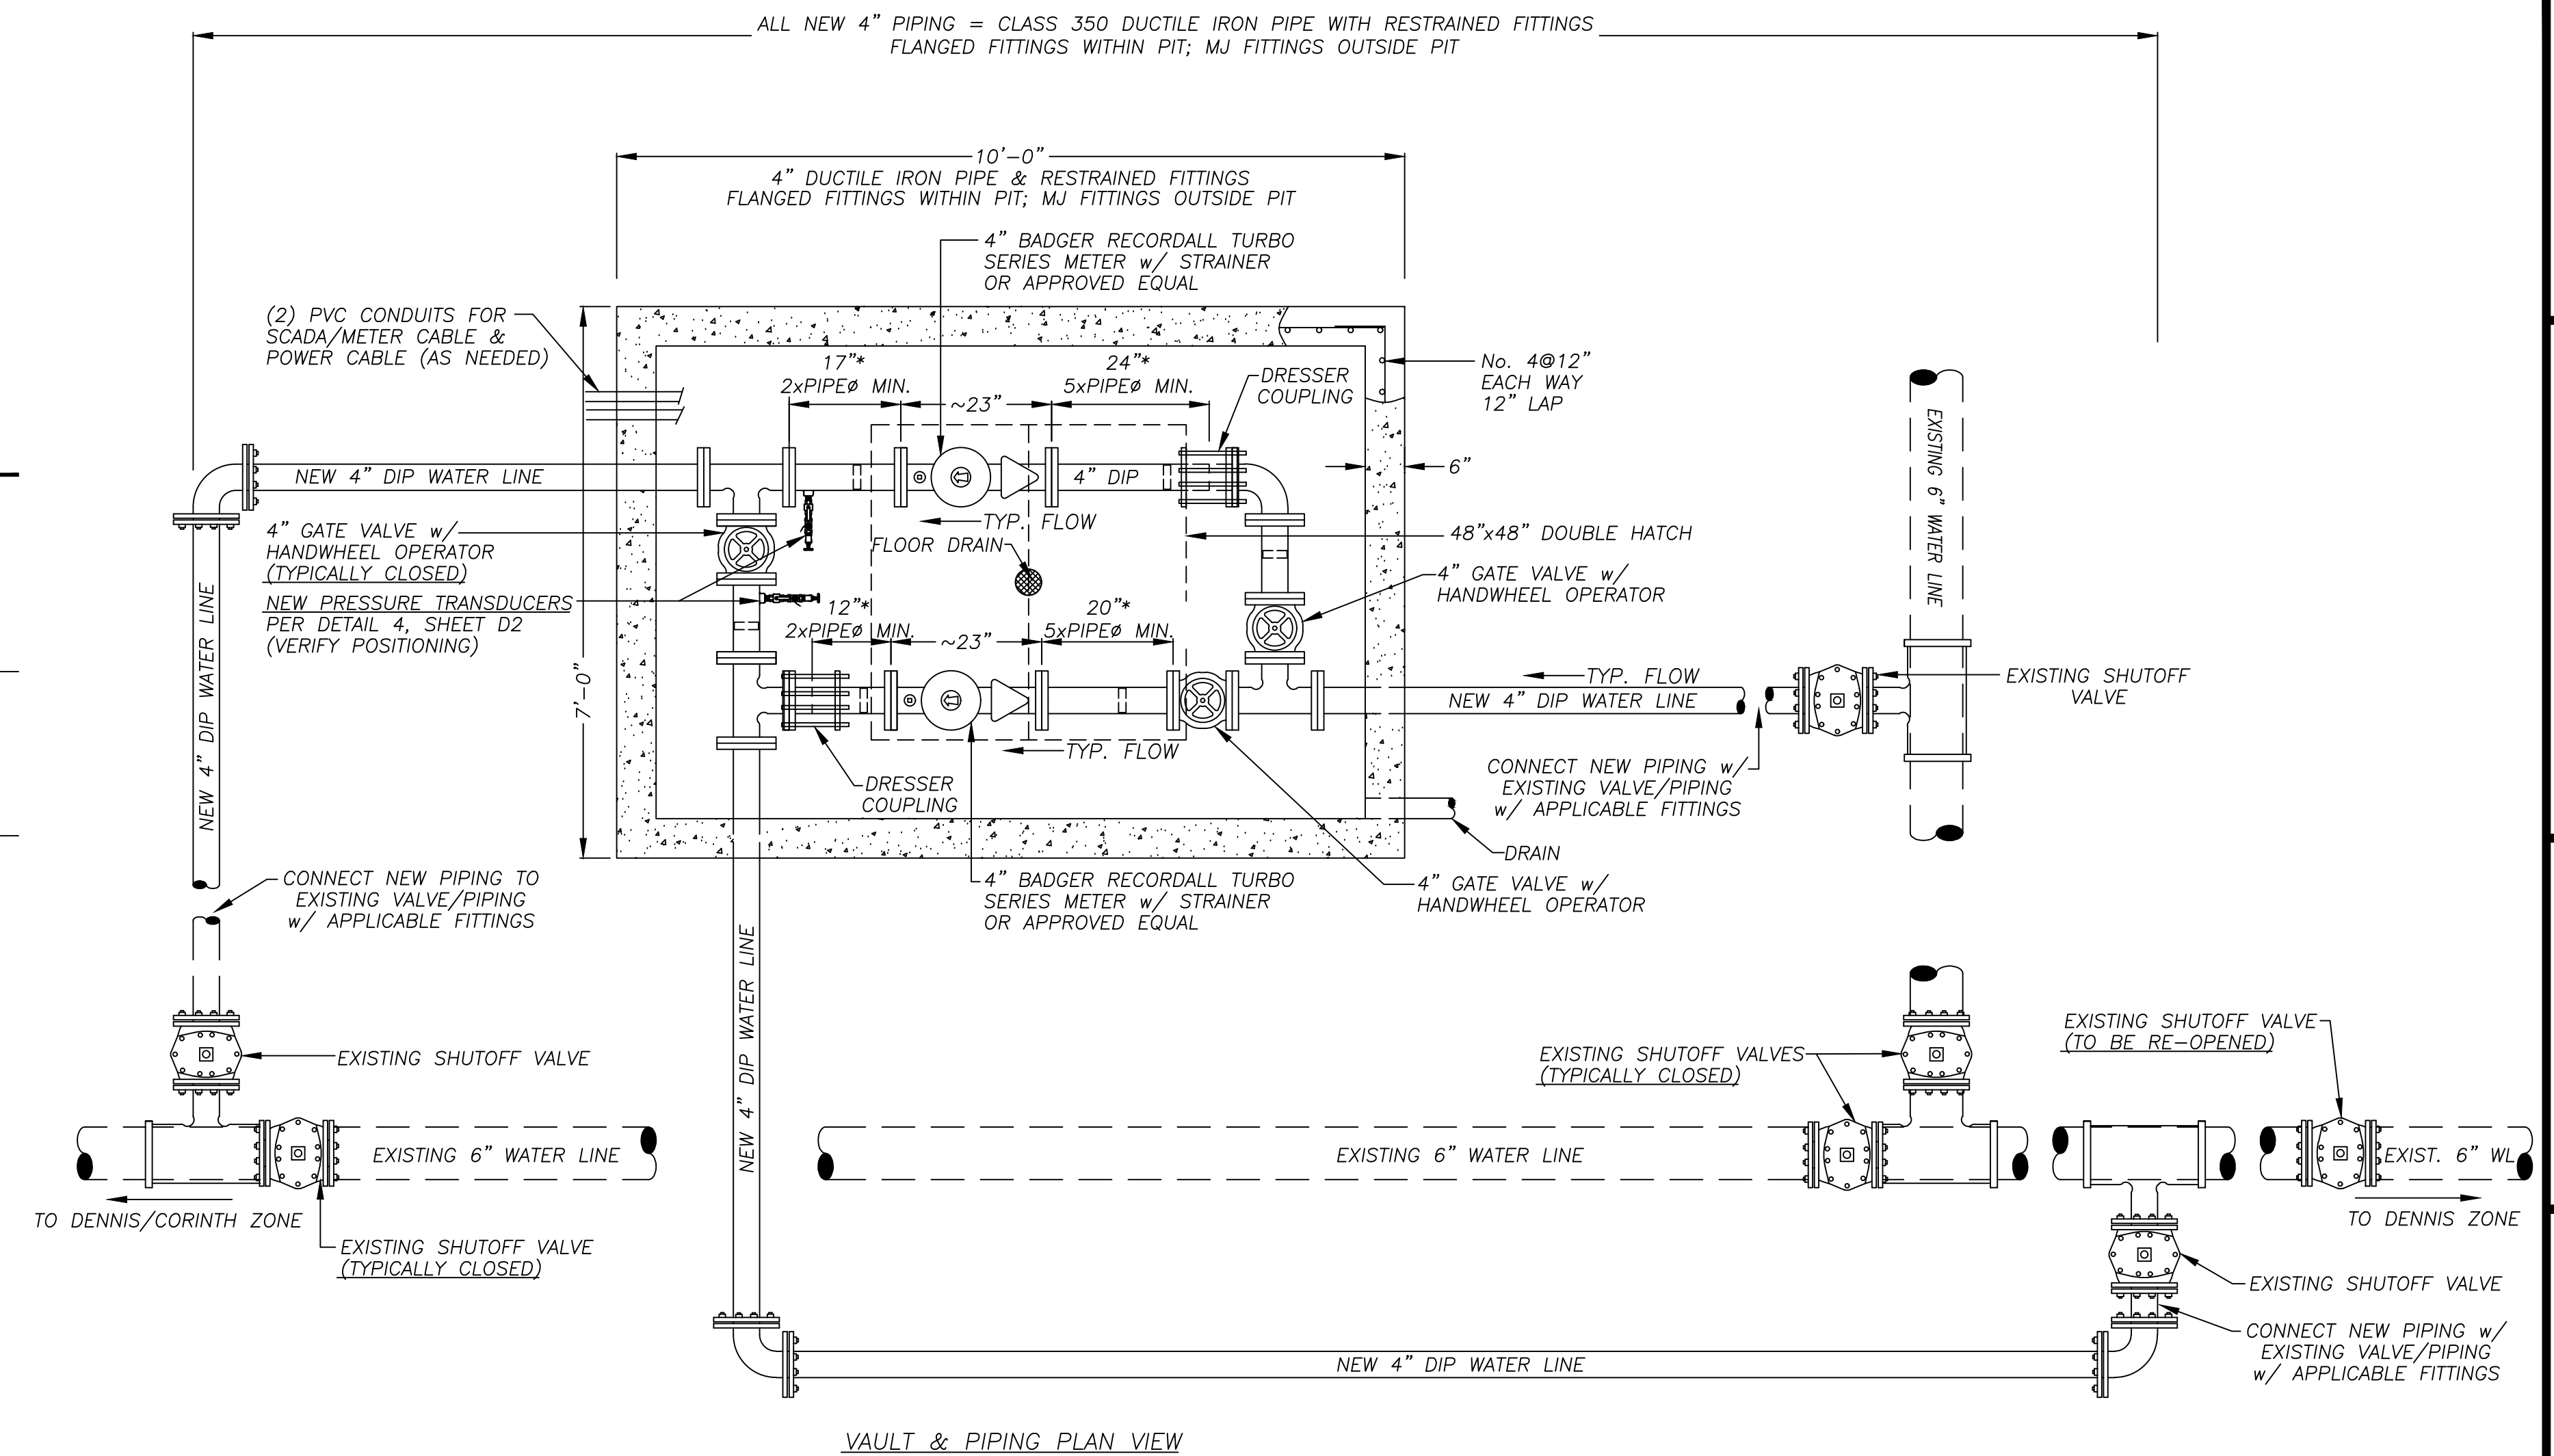 ALL NEW 4" PIPING = CLASS 350 DUCTILE IRON PIPE WITH RESTRAINED FITTINGS
FLANGED FITTINGS WITHIN PIT; MJ FITTINGS OUTSIDE PIT
10'-0"
4" DUCTILE IRON PIPE & RESTRAINED FITTINGS
FLANGED FITTINGS WITHIN PIT; MJ FITTINGS OUTSIDE PIT
4" BADGER RECORDALL TURBO
SERIES METER w/ STRAINER
OR APPROVED EQUAL
(2) PVC CONDUITS FOR
SCADA/METER CABLE &
POWER CABLE (AS NEEDED)
17"*
2xPIPEø MIN.
~23"
24"*
5xPIPEø MIN.
DRESSER
COUPLING
No. 4@12"
EACH WAY
12" LAP
6"
EXISTING 6" WATER LINE
NEW 4" DIP WATER LINE
4" DIP
TYP. FLOW
FLOOR DRAIN
48"x48" DOUBLE HATCH
4" GATE VALVE w/
HANDWHEEL OPERATOR
(TYPICALLY CLOSED)
NEW PRESSURE TRANSDUCERS
PER DETAIL 4, SHEET D2
(VERIFY POSITIONING)
4" GATE VALVE w/
HANDWHEEL OPERATOR
12"*
2xPIPEø MIN.
~23"
20"*
5xPIPEø MIN.
7'-0"
NEW 4" DIP WATER LINE
TYP. FLOW
NEW 4" DIP WATER LINE
EXISTING SHUTOFF
VALVE
TYP. FLOW
DRESSER
COUPLING
CONNECT NEW PIPING w/
EXISTING VALVE/PIPING
w/ APPLICABLE FITTINGS
DRAIN
CONNECT NEW PIPING TO
EXISTING VALVE/PIPING
w/ APPLICABLE FITTINGS
4" BADGER RECORDALL TURBO
SERIES METER w/ STRAINER
OR APPROVED EQUAL
4" GATE VALVE w/
HANDWHEEL OPERATOR
NEW 4" DIP WATER LINE
EXISTING SHUTOFF VALVE
EXISTING SHUTOFF VALVES
(TYPICALLY CLOSED)
EXISTING SHUTOFF VALVE
(TO BE RE-OPENED)
EXISTING 6" WATER LINE
EXISTING 6" WATER LINE
EXIST. 6" WL
TO DENNIS/CORINTH ZONE
TO DENNIS ZONE
EXISTING SHUTOFF VALVE
(TYPICALLY CLOSED)
EXISTING SHUTOFF VALVE
CONNECT NEW PIPING w/
EXISTING VALVE/PIPING
w/ APPLICABLE FITTINGS
NEW 4" DIP WATER LINE
VAULT & PIPING PLAN VIEW